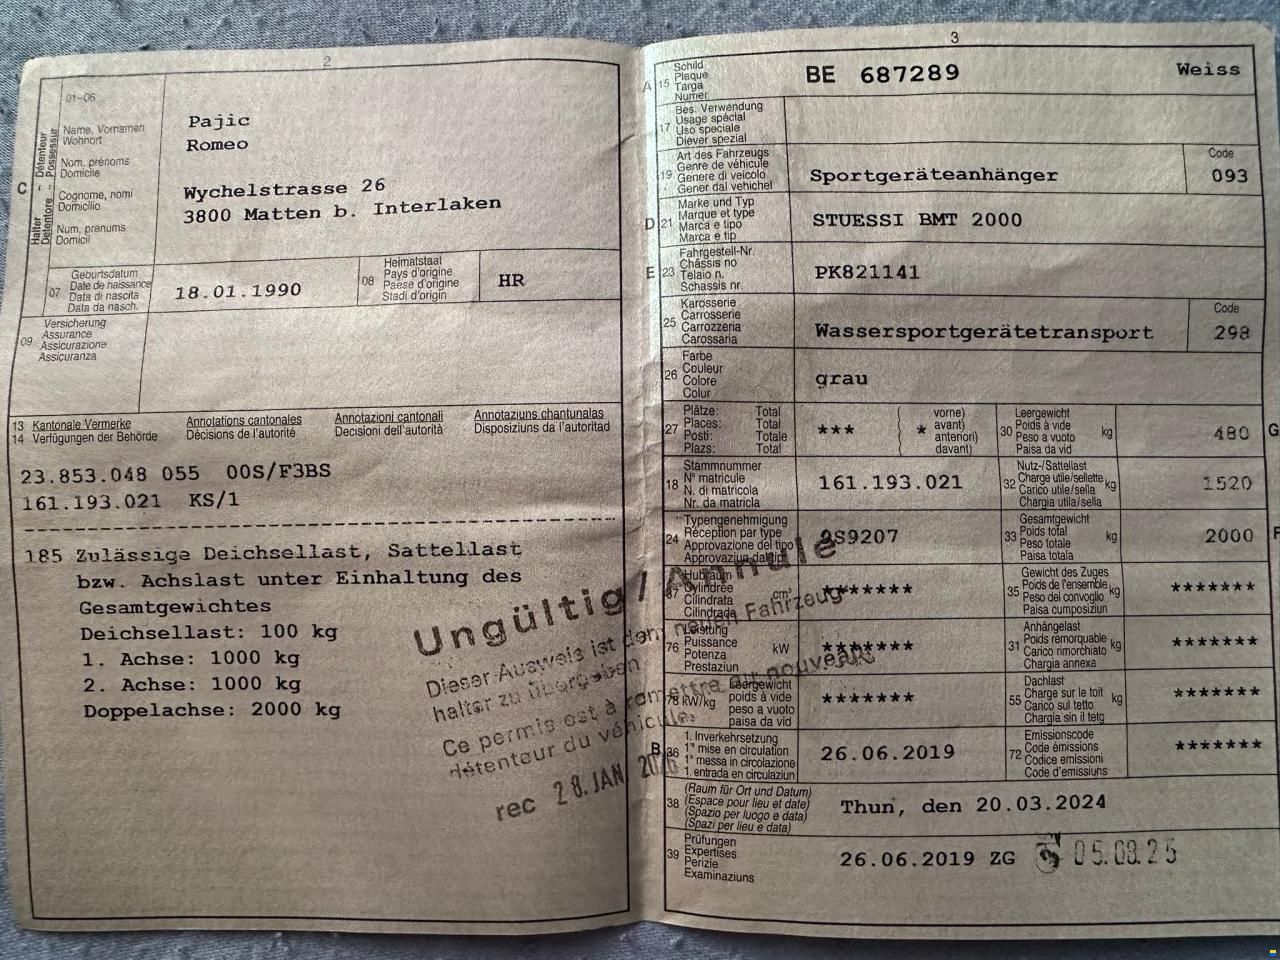 2
01-06
C
Halter - Détenteur
Detentore - Possessur
Name, Vornamen
Wohnort
Nom, prénoms
Domicile
Cognome, nomi
Domicilio
Num, prenums
Domicil
Pajic
Romeo
Wychelstrasse 26
3800 Matten b. Interlaken
07
Geburtsdatum
Date de naissance
Data di nascita
Data da nasch.
18.01.1990
08
Heimatstaat
Pays d'origine
Paese d'origine
Stadi d'origin
HR
09
Versicherung
Assurance
Assicurazione
Assicuranza
13 Kantonale Vermerke
14 Verfügungen der Behörde
Annotations cantonales
Décisions de l'autorité
Annotazioni cantonali
Decisioni dell'autorità
Annotaziuns chantunalas
Disposiziuns da l'autoritad
23.853.048 055 00S/F3BS
161.193.021 KS/1
185 Zulässige Deichsellast, Sattellast
bzw. Achslast unter Einhaltung des
Gesamtgewichtes
Deichsellast: 100 kg
1. Achse: 1000 kg
2. Achse: 1000 kg
Doppelachse: 2000 kg
Ungültig/Annulé
Dieser Ausweis ist dem neuen Fahrzeug-
halter zu übergeben
Ce permis est à remettre au nouveau
détenteur du véhicule
rec 28. JAN
3
A 15
Schild
Plaque
Targa
Numer
BE 687289
Weiss
17
Bes. Verwendung
Usage spécial
Uso speciale
Diever spezial
19
Art des Fahrzeugs
Genre de véhicule
Genere di veicolo
Gener dal vehichel
Sportgeräteanhänger
Code
093
D 21
Marke und Typ
Marque et type
Marca e tipo
Marca e tip
STUESSI BMT 2000
E 23
Fahrgestell-Nr.
Châssis no
Telaio n.
Schassis nr.
PK821141
25
Karosserie
Carrosserie
Carrozzeria
Carossaria
Wassersportgerätetransport
Code
298
26
Farbe
Couleur
Colore
Colur
grau
27
Plätze: Total
Places: Total
Posti: Totale
Plazs: Total
***
*
vorne)
avant)
anteriori)
davant)
30
Leergewicht
Poids à vide
Peso a vuoto
Paisa da vid
kg
480
G
18
Stammnummer
N° matricule
N. di matricola
Nr. da matricla
161.193.021
32
Nutz-/Sattellast
Charge utile/sellette
Carico utile/sella
Chargia utila/sella
kg
1520
24
Typengenehmigung
Réception par type
Approvazione del tipo
Approvaziun dal tip
9S9207
33
Gesamtgewicht
Poids total
Peso totale
Paisa totala
kg
2000
F
37
Hubraum
Cylindrée
Cilindrata
Cilindrada
cm³
*******
35
Gewicht des Zuges
Poids de l'ensemble
Peso del convoglio
Paisa cumposiziun
kg
*******
76
Leistung
Puissance
Potenza
Prestaziun
kW
*******
31
Anhängelast
Poids remorquable
Carico rimorchiato
Chargia annexa
kg
*******
78 kW/kg
Leergewicht
poids à vide
peso a vuoto
paisa da vid
*******
55
Dachlast
Charge sur le toit
Carico sul tetto
Chargia sin il tetg
kg
*******
B 36
1. Inverkehrsetzung
1re mise en circulation
1a messa in circolazione
1. entrada en circulaziun
26.06.2019
72
Emissionscode
Code émissions
Codice emissioni
Code d'emissiuns
*******
38
(Raum für Ort und Datum)
(Espace pour lieu et date)
(Spazio per luogo e data)
(Spazi per lieu e data)
Thun, den 20.03.2024
39
Prüfungen
Expertises
Perizie
Examinaziuns
26.06.2019 ZG
05.08.25